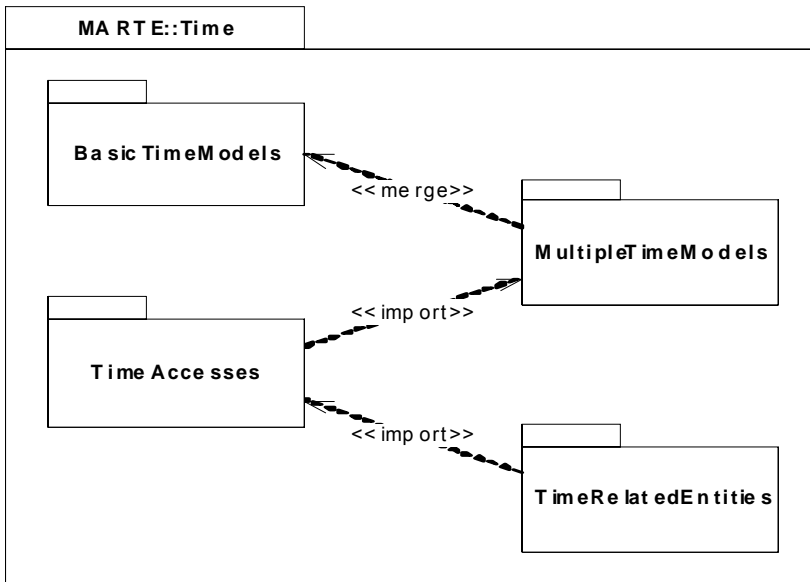 MARTE::Time
BasicTimeModels
<<merge>>
MultipleTimeModels
<<import>>
TimeAccesses
<<import>>
TimeRelatedEntities